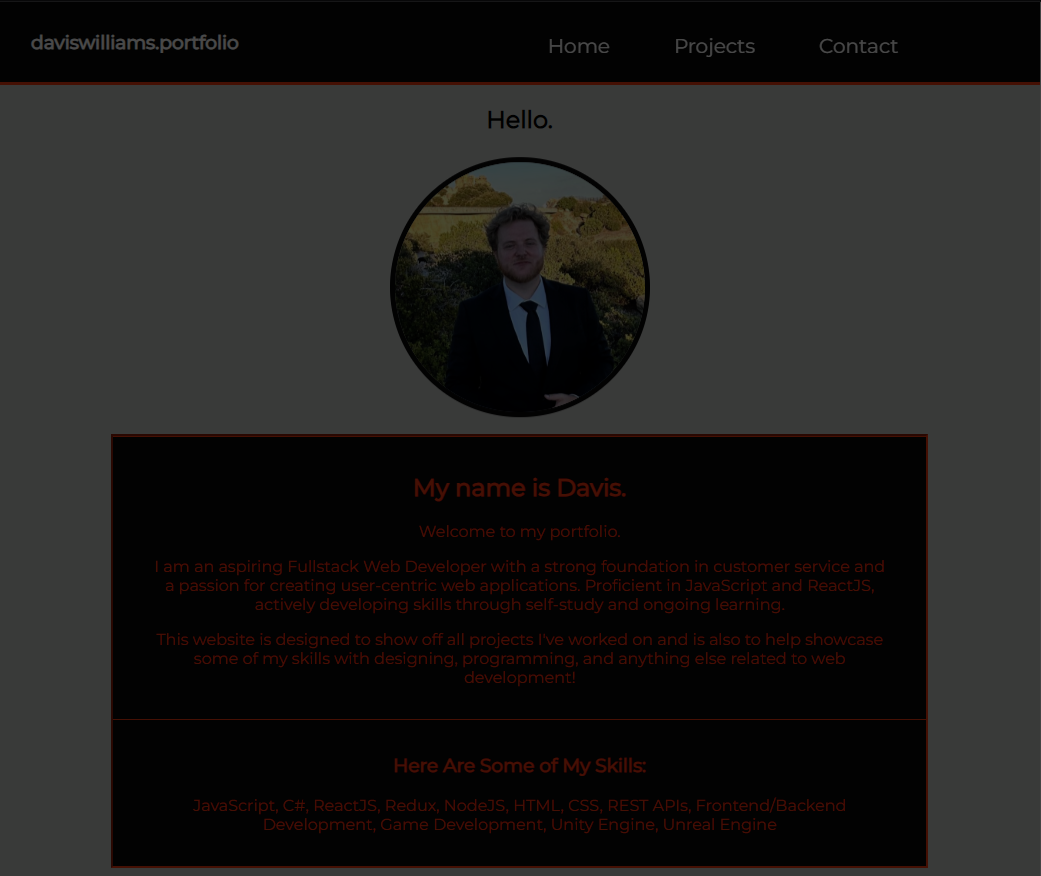 daviswilliams.portfolio
Home Projects Contact
Hello.
My name is Davis.
Welcome to my portfolio.
I am an aspiring Fullstack Web Developer with a strong foundation in customer service and
a passion for creating user-centric web applications. Proficient in JavaScript and ReactJS,
actively developing skills through self-study and ongoing learning.
This website is designed to show off all projects I've worked on and is also to help showcase
some of my skills with designing, programming, and anything else related to web
development!
Here Are Some of My Skills:
JavaScript, C#, ReactJS, Redux, NodeJS, HTML, CSS, REST APIs, Frontend/Backend
Development, Game Development, Unity Engine, Unreal Engine